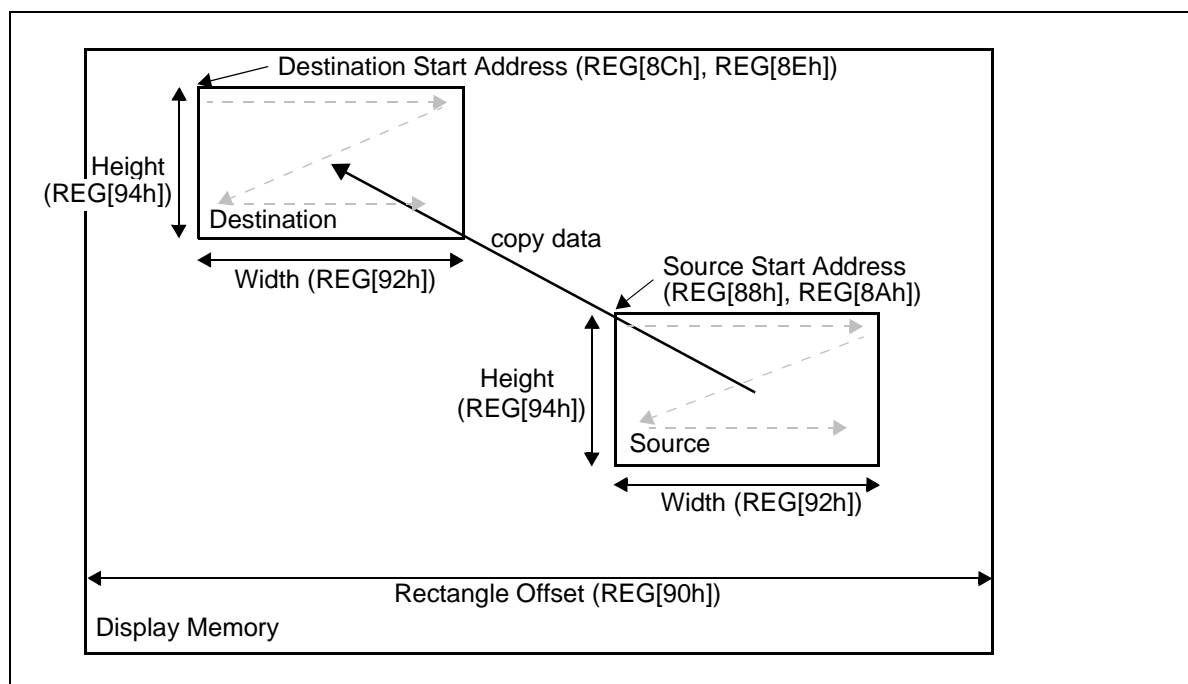 Destination Start Address (REG[8Ch], REG[8Eh])
Height
(REG[94h])
Destination
copy data
Width (REG[92h])
Source Start Address
(REG[88h], REG[8Ah])
Height
(REG[94h])
Source
Width (REG[92h])
Rectangle Offset (REG[90h])
Display Memory